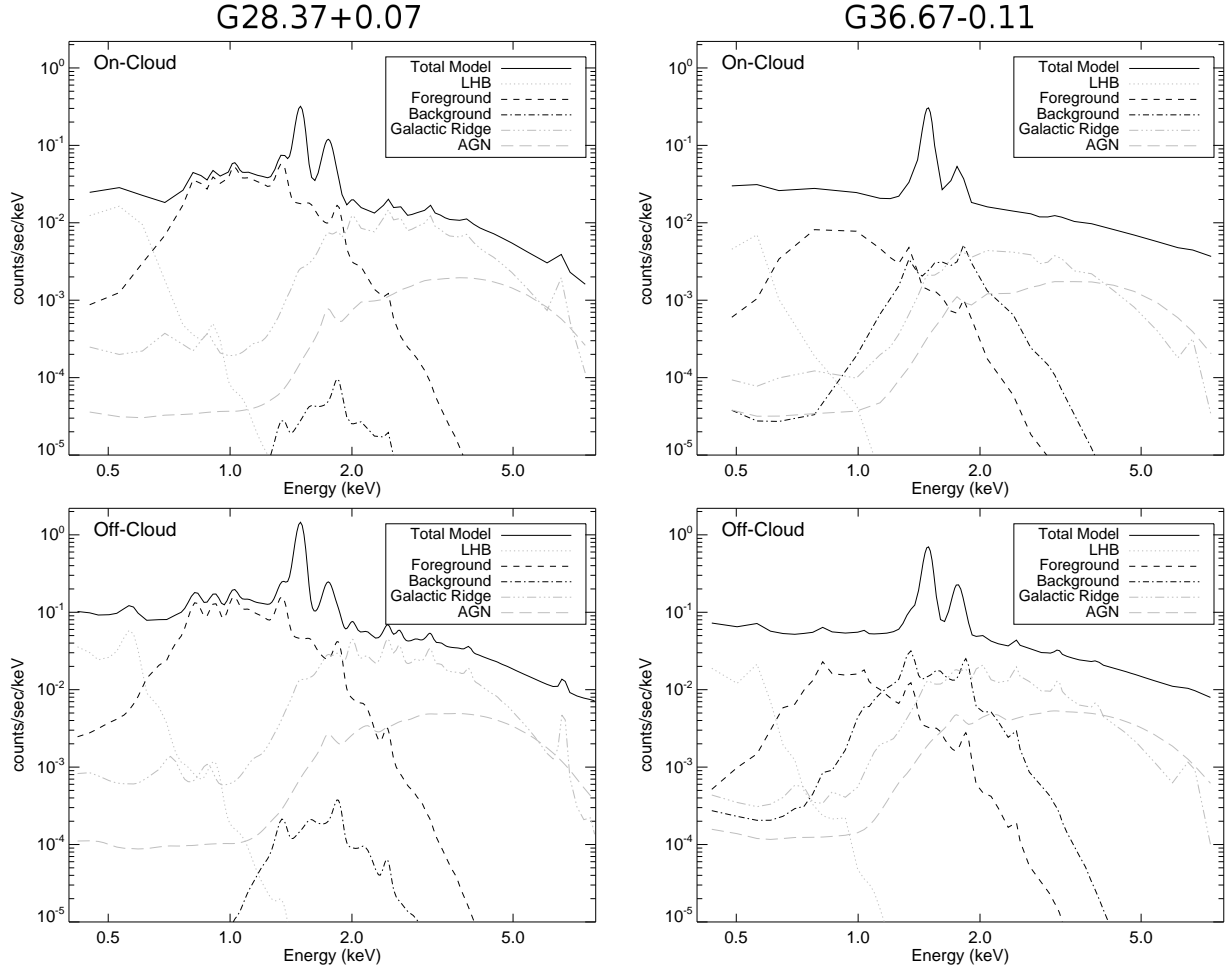 G28.37+0.07
G36.67-0.11
On-Cloud
Total Model
LHB
Foreground
Background
Galactic Ridge
AGN
counts/sec/keV
10^0
10^-1
10^-2
10^-3
10^-4
10^-5
0.5 1.0 2.0 5.0
Energy (keV)
On-Cloud
Total Model
LHB
Foreground
Background
Galactic Ridge
AGN
counts/sec/keV
10^0
10^-1
10^-2
10^-3
10^-4
10^-5
0.5 1.0 2.0 5.0
Energy (keV)
Off-Cloud
Total Model
LHB
Foreground
Background
Galactic Ridge
AGN
counts/sec/keV
10^0
10^-1
10^-2
10^-3
10^-4
10^-5
0.5 1.0 2.0 5.0
Energy (keV)
Off-Cloud
Total Model
LHB
Foreground
Background
Galactic Ridge
AGN
counts/sec/keV
10^0
10^-1
10^-2
10^-3
10^-4
10^-5
0.5 1.0 2.0 5.0
Energy (keV)